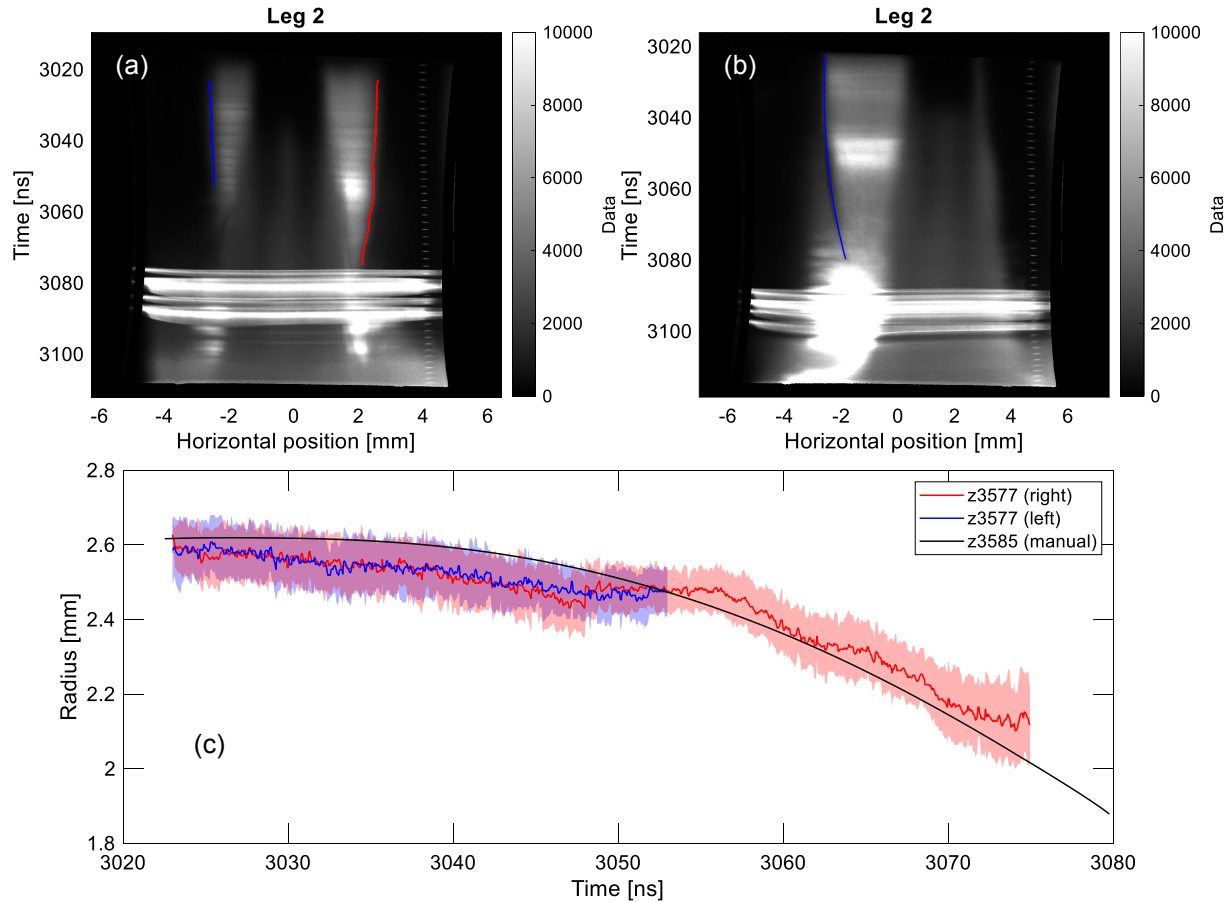 Leg 2
(a)
3020
3040
3060
3080
3100
Time [ns]
-6 -4 -2 0 2 4 6
Horizontal position [mm]
10000
8000
6000
4000
2000
0
Data
Leg 2
(b)
3020
3040
3060
3080
3100
Time [ns]
-6 -4 -2 0 2 4 6
Horizontal position [mm]
10000
8000
6000
4000
2000
0
Data
2.8
2.6
2.4
2.2
2
1.8
Radius [mm]
z3577 (right)
z3577 (left)
z3585 (manual)
(c)
3020 3030 3040 3050 3060 3070 3080
Time [ns]